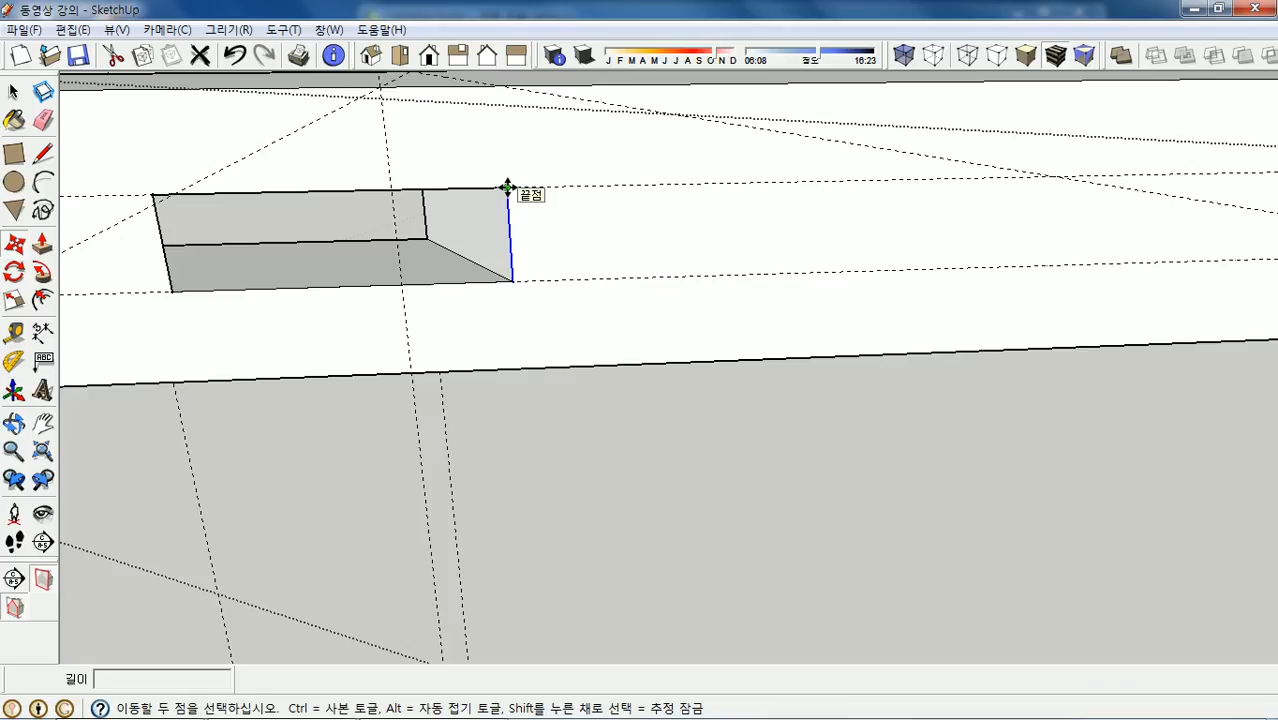 동영상 강의 - SketchUp
파일(F) 편집(E) 뷰(V) 카메라(C) 그리기(R) 도구(T) 창(W) 도움말(H)
J F M A M J J A S O N D 06:08 정오 16:23
ABC
끝점
길이
이동할 두 점을 선택하십시오. Ctrl = 사본 토글, Alt = 자동 접기 토글, Shift를 누른 채로 선택 = 추정 잠금